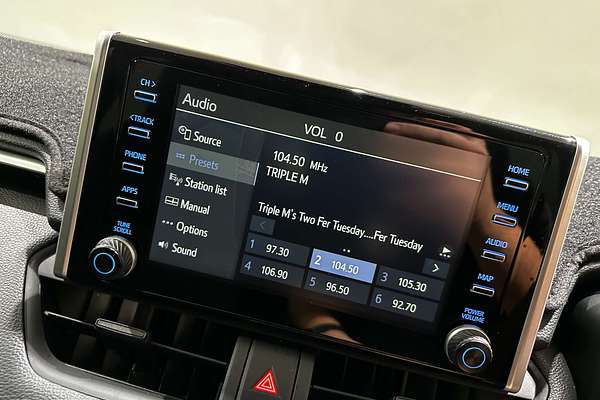 CH >
< TRACK
PHONE
APPS
TUNE
SCROLL
Audio
VOL 0
Source
Presets
Station list
Manual
Options
Sound
104.50 MHz
TRIPLE M
Triple M's Two Fer Tuesday....Fer Tuesday
1 97.30
2 104.50
3 105.30
4 106.90
5 96.50
6 92.70
HOME
MENU
AUDIO
MAP
POWER
VOLUME